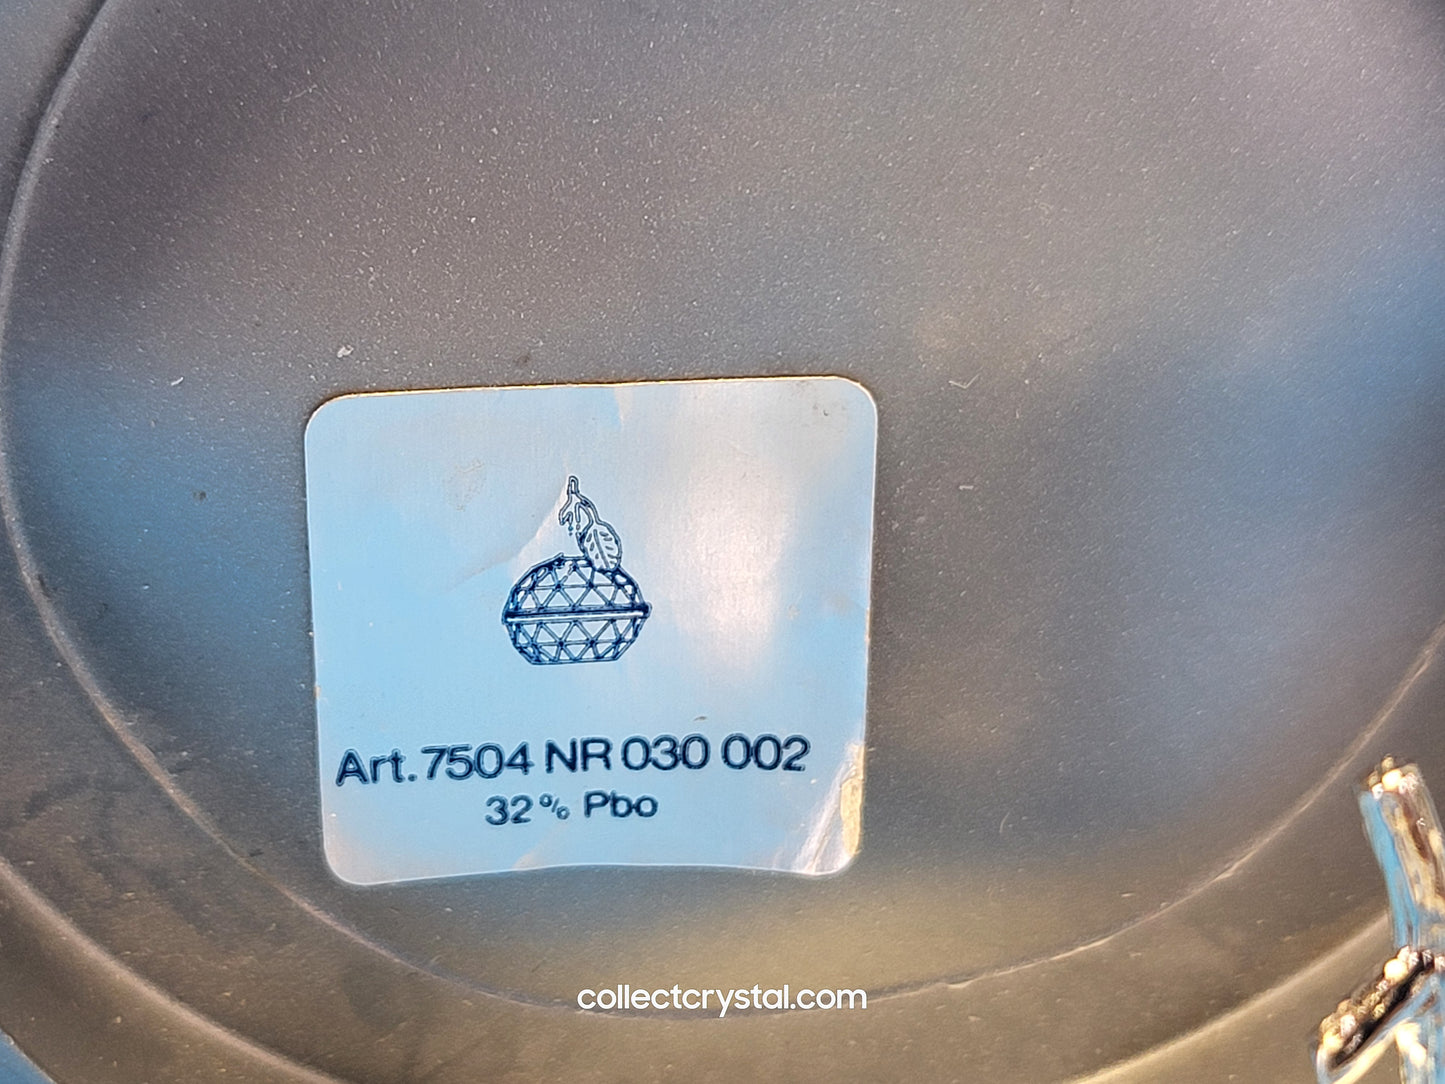 Art. 7504 NR 030 002
32% Pbo
collectcrystal.com